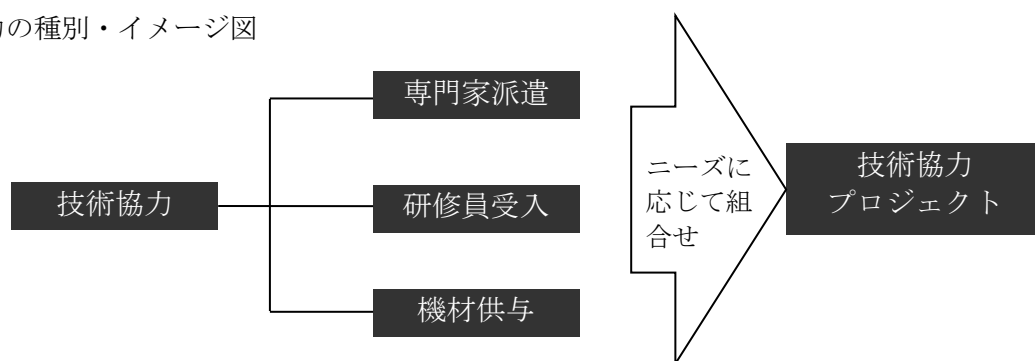 の種別・イメージ図
専門家派遣
技術協力
研修員受入
機材供与
ニーズに
応じて組
合せ
技術協力
プロジェクト